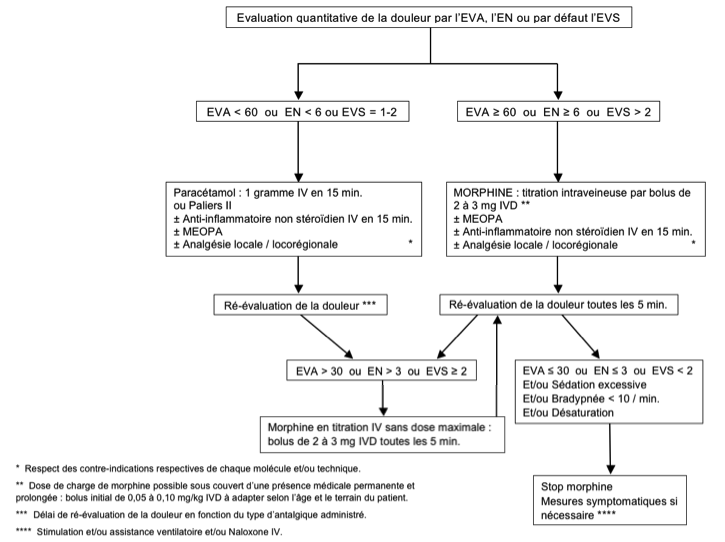 Evaluation quantitative de la douleur par l'EVA, l'EN ou par défaut l'EVS
EVA < 60 ou EN < 6 ou EVS = 1-2
EVA ≥ 60 ou EN ≥ 6 ou EVS > 2
Paracétamol : 1 gramme IV en 15 min.
ou Paliers II
± Anti-inflammatoire non stéroïdien IV en 15 min.
± MEOPA
± Analgésie locale / locorégionale *
MORPHINE : titration intraveineuse par bolus de
2 à 3 mg IVD **
± MEOPA
± Anti-inflammatoire non stéroïdien IV en 15 min.
± Analgésie locale / locorégionale *
Ré-évaluation de la douleur ***
Ré-évaluation de la douleur toutes les 5 min.
EVA > 30 ou EN > 3 ou EVS ≥ 2
EVA ≤ 30 ou EN ≤ 3 ou EVS < 2
Et/ou Sédation excessive
Et/ou Bradypnée < 10 / min.
Et/ou Désaturation
Morphine en titration IV sans dose maximale :
bolus de 2 à 3 mg IVD toutes les 5 min.
Stop morphine
Mesures symptomatiques si
nécessaire ****
* Respect des contre-indications respectives de chaque molécule et/ou technique.
** Dose de charge de morphine possible sous couvert d'une présence médicale permanente et
prolongée : bolus initial de 0,05 à 0,10 mg/kg IVD à adapter selon l'âge et le terrain du patient.
*** Délai de ré-évaluation de la douleur en fonction du type d'antalgique administré.
**** Stimulation et/ou assistance ventilatoire et/ou Naloxone IV.